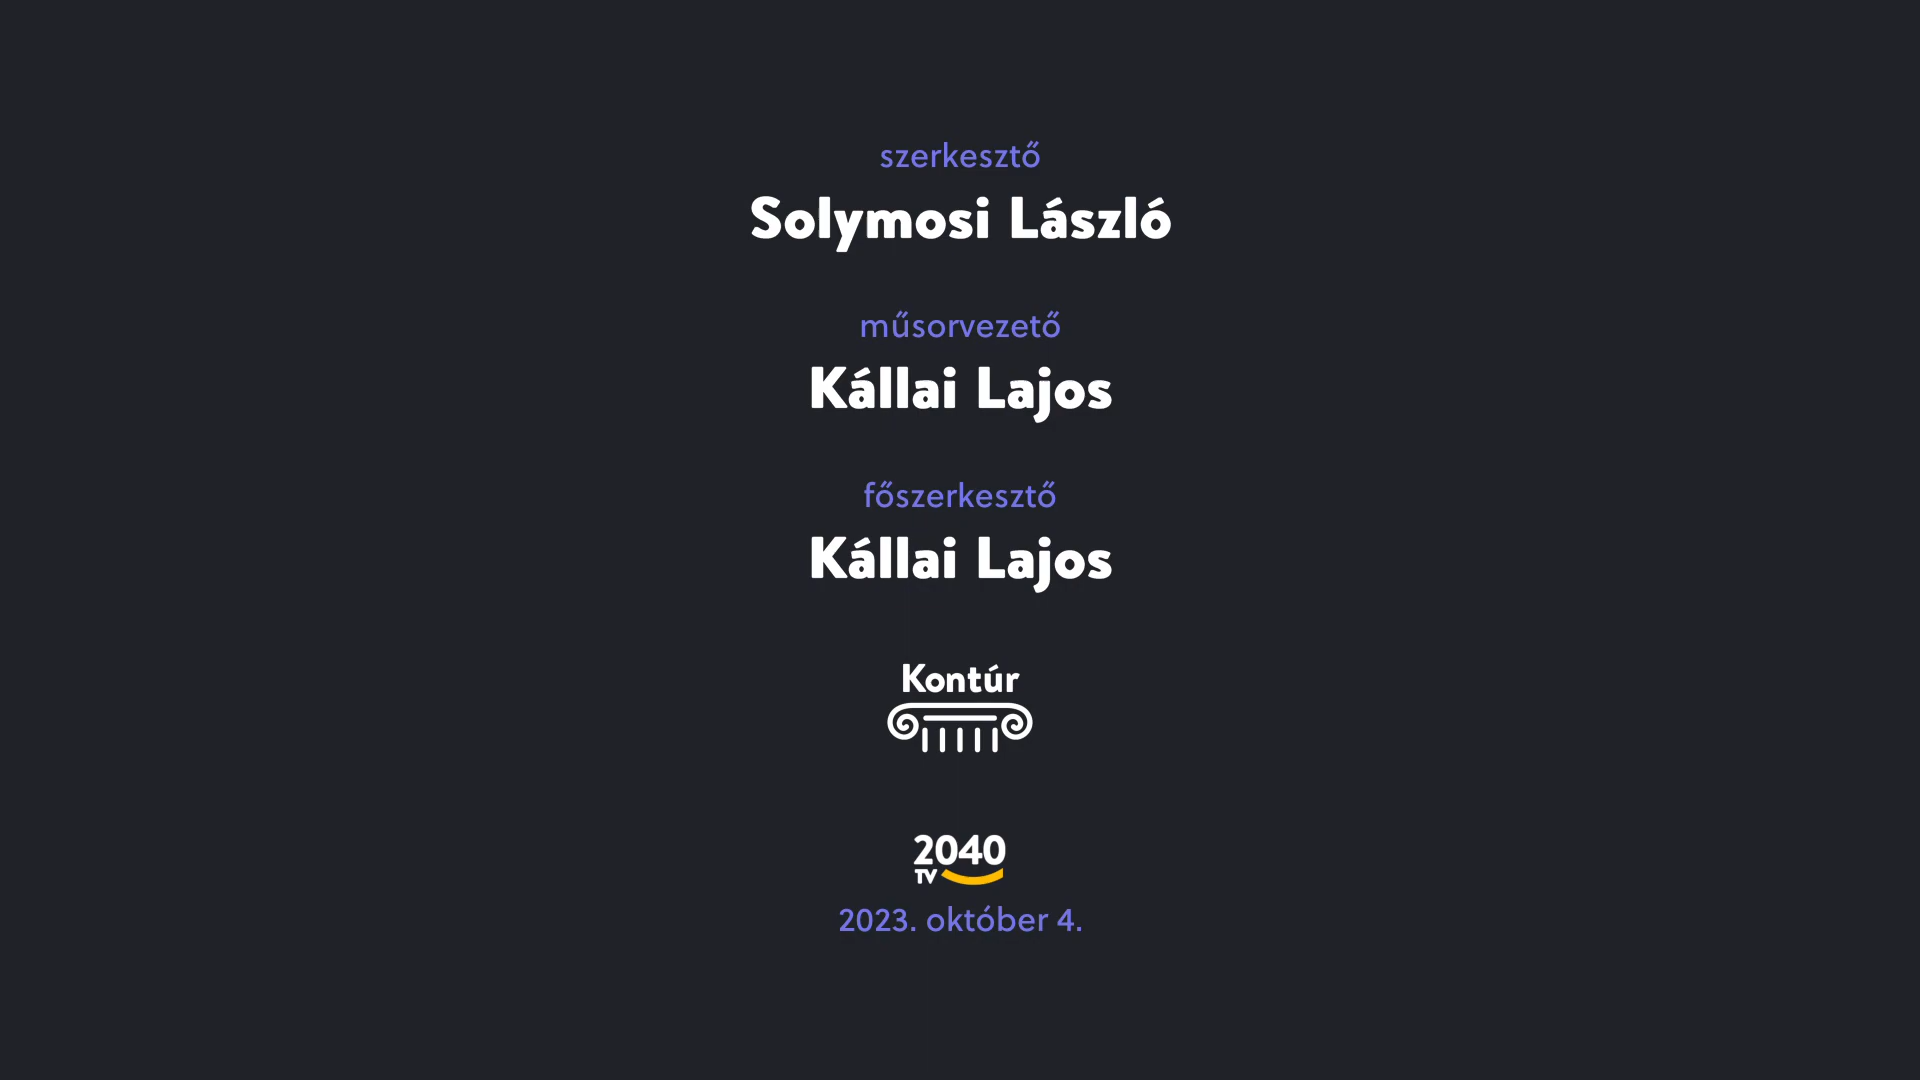 szerkesztő
Solymosi László
műsorvezető
Kállai Lajos
főszerkesztő
Kállai Lajos
Kontúr
2040
TV
2023. október 4.